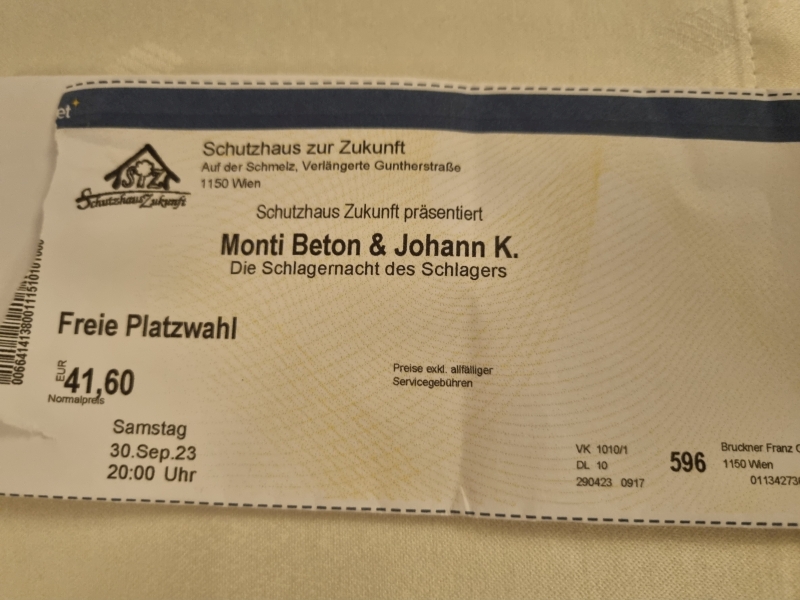 et
Schutzhaus zur Zukunft
Auf der Schmelz, Verlängerte Guntherstraße
1150 Wien
STZ
Schutzhaus Zukunft
Schutzhaus Zukunft präsentiert
Monti Beton & Johann K.
Die Schlagernacht des Schlagers
Freie Platzwahl
EUR
41,60
Normalpreis
Preise exkl. allfälliger
Servicegebühren
Samstag
30.Sep.23
20:00 Uhr
VK 1010/1
DL 10
290423 0917
596
Bruckner Franz
1150 Wien
01134273